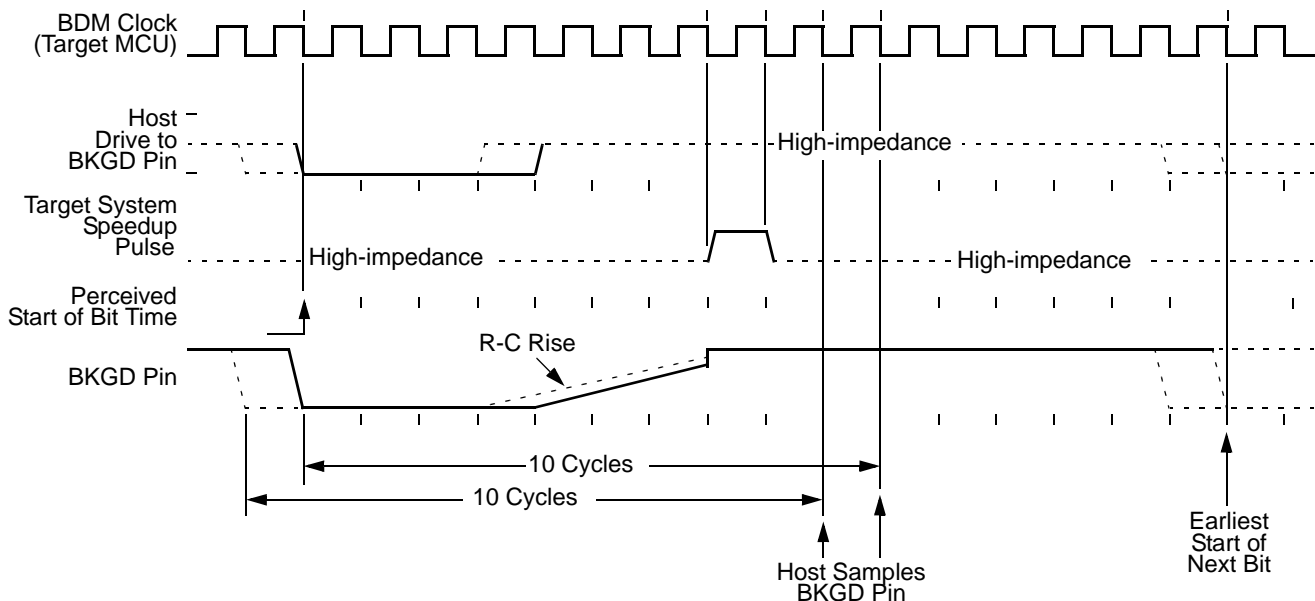 BDM Clock
(Target MCU)
Host
Drive to
BKGD Pin
High-impedance
Target System
Speedup
Pulse
High-impedance
High-impedance
Perceived
Start of Bit Time
R-C Rise
BKGD Pin
10 Cycles
10 Cycles
Earliest
Start of
Next Bit
Host Samples
BKGD Pin